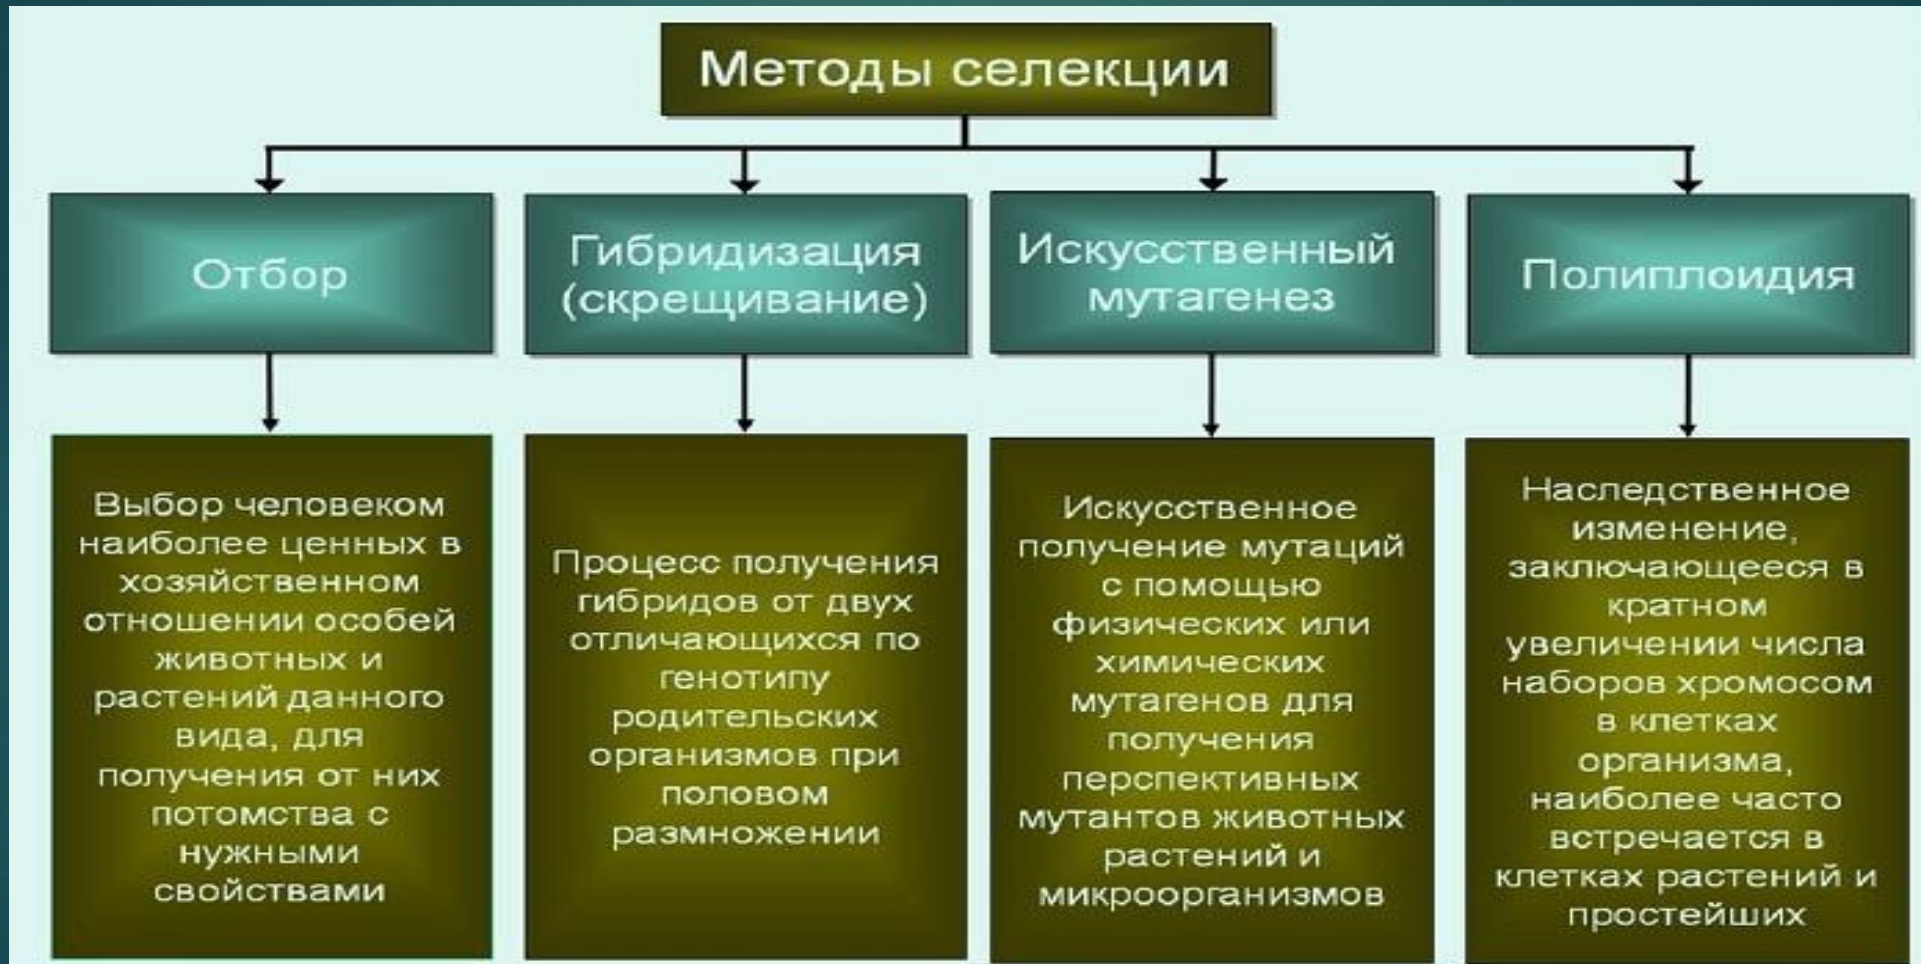 Методы селекции
Отбор
Гибридизация
(скрещивание)
Искусственный
мутагенез
Полиплоидия
Выбор человеком
наиболее ценных в
хозяйственном
отношении особей
животных и
растений данного
вида, для
получения от них
потомства с
нужными
свойствами
Процесс получения
гибридов от двух
отличающихся по
генотипу
родительских
организмов при
половом
размножении
Искусственное
получение мутаций
с помощью
физических или
химических
мутагенов для
получения
перспективных
мутантов животных
растений и
микроорганизмов
Наследственное
изменение,
заключающееся в
кратном
увеличении числа
наборов хромосом
в клетках
организма,
наиболее часто
встречается в
клетках растений и
простейших